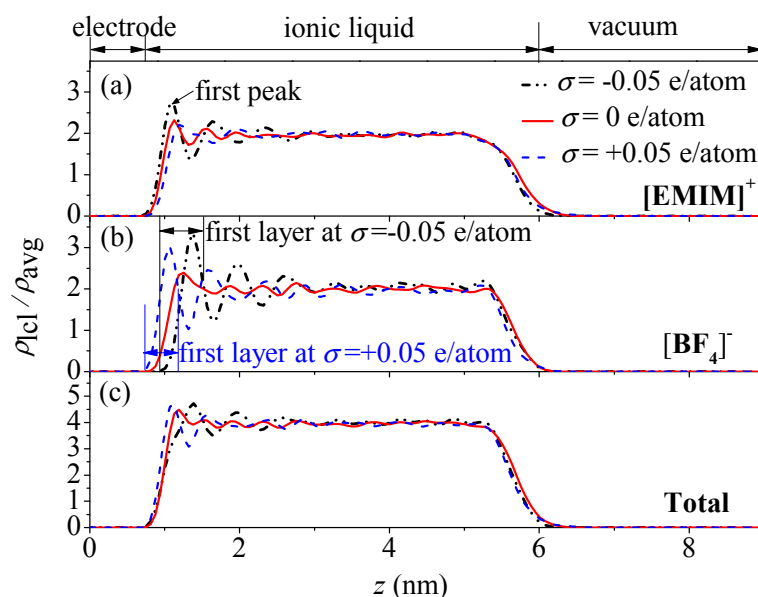 electrode ionic liquid vacuum
(a) first peak σ = -0.05 e/atom
σ = 0 e/atom
σ = +0.05 e/atom
[EMIM]⁺
3
2
1
0
(b) first layer at σ=-0.05 e/atom
first layer at σ=+0.05 e/atom [BF₄]⁻
3
2
1
0
ρlcl / ρavg
(c)
Total
5
4
3
2
1
0
0 2 4 6 8
z (nm)